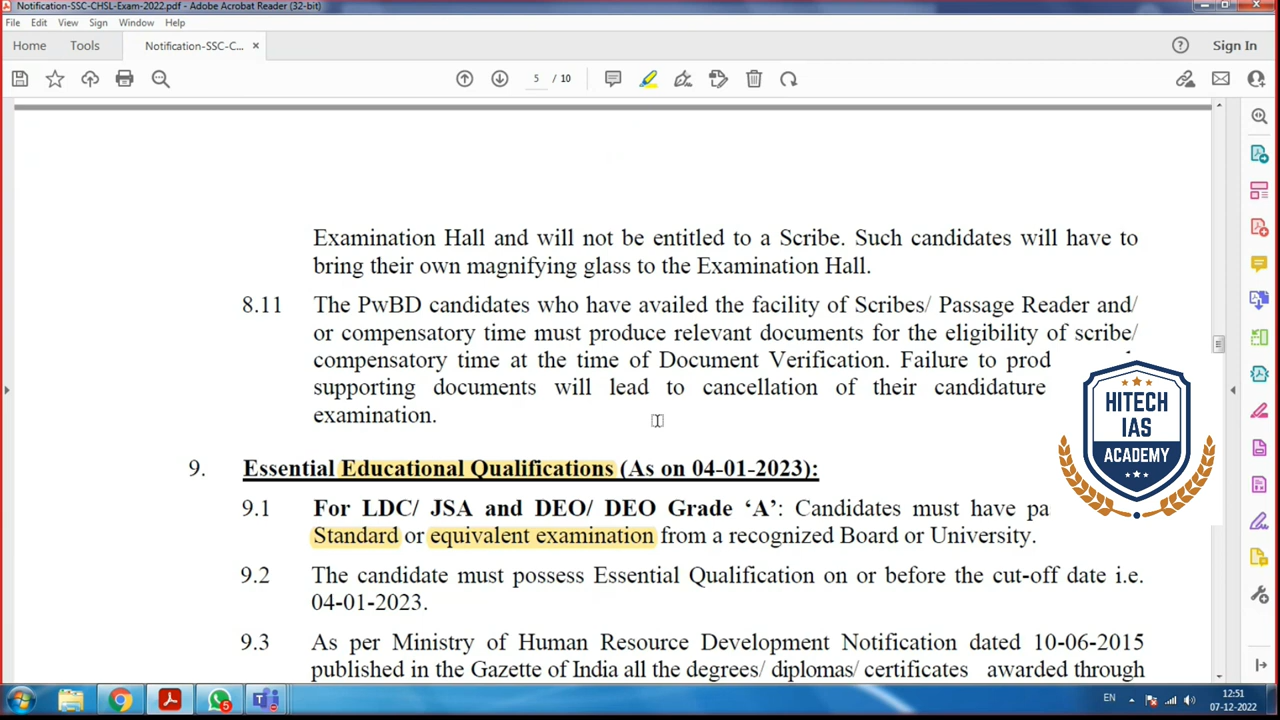 Notification-SSC-CHSL-Exam-2022.pdf - Adobe Acrobat Reader (32-bit)
File Edit View Sign Window Help
Home Tools Notification-SSC-C... × Sign In
5 / 10
Examination Hall and will not be entitled to a Scribe. Such candidates will have to
bring their own magnifying glass to the Examination Hall.
8.11 The PwBD candidates who have availed the facility of Scribes/ Passage Reader and/
or compensatory time must produce relevant documents for the eligibility of scribe/
compensatory time at the time of Document Verification. Failure to prod
supporting documents will lead to cancellation of their candidature
examination.
HITECH
IAS
ACADEMY
9. Essential Educational Qualifications (As on 04-01-2023):
9.1 For LDC/ JSA and DEO/ DEO Grade ‘A’: Candidates must have pa
Standard or equivalent examination from a recognized Board or University.
9.2 The candidate must possess Essential Qualification on or before the cut-off date i.e.
04-01-2023.
9.3 As per Ministry of Human Resource Development Notification dated 10-06-2015
published in the Gazette of India all the degrees/ diplomas/ certificates awarded through
5
EN 12:51
07-12-2022